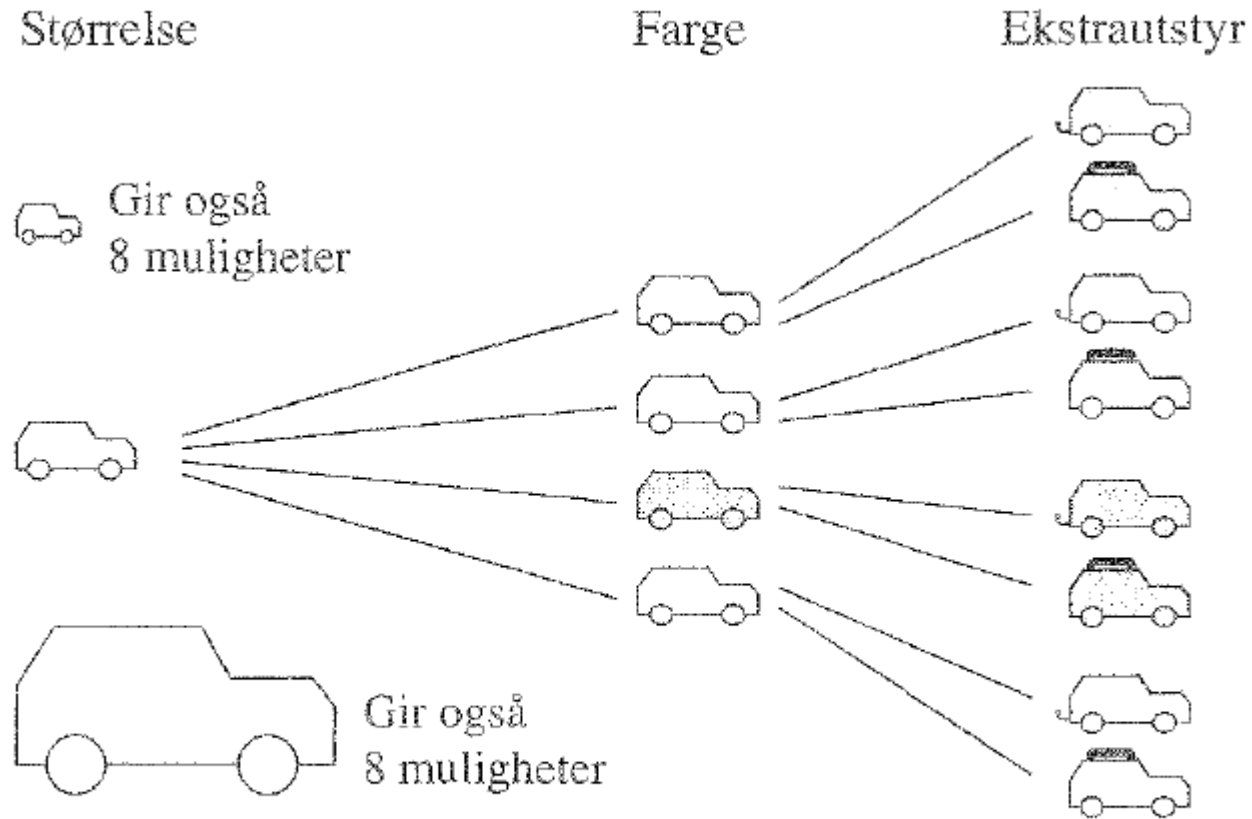 Størrelse
Farge
Ekstrautstyr
Gir også
8 muligheter
Gir også
8 muligheter